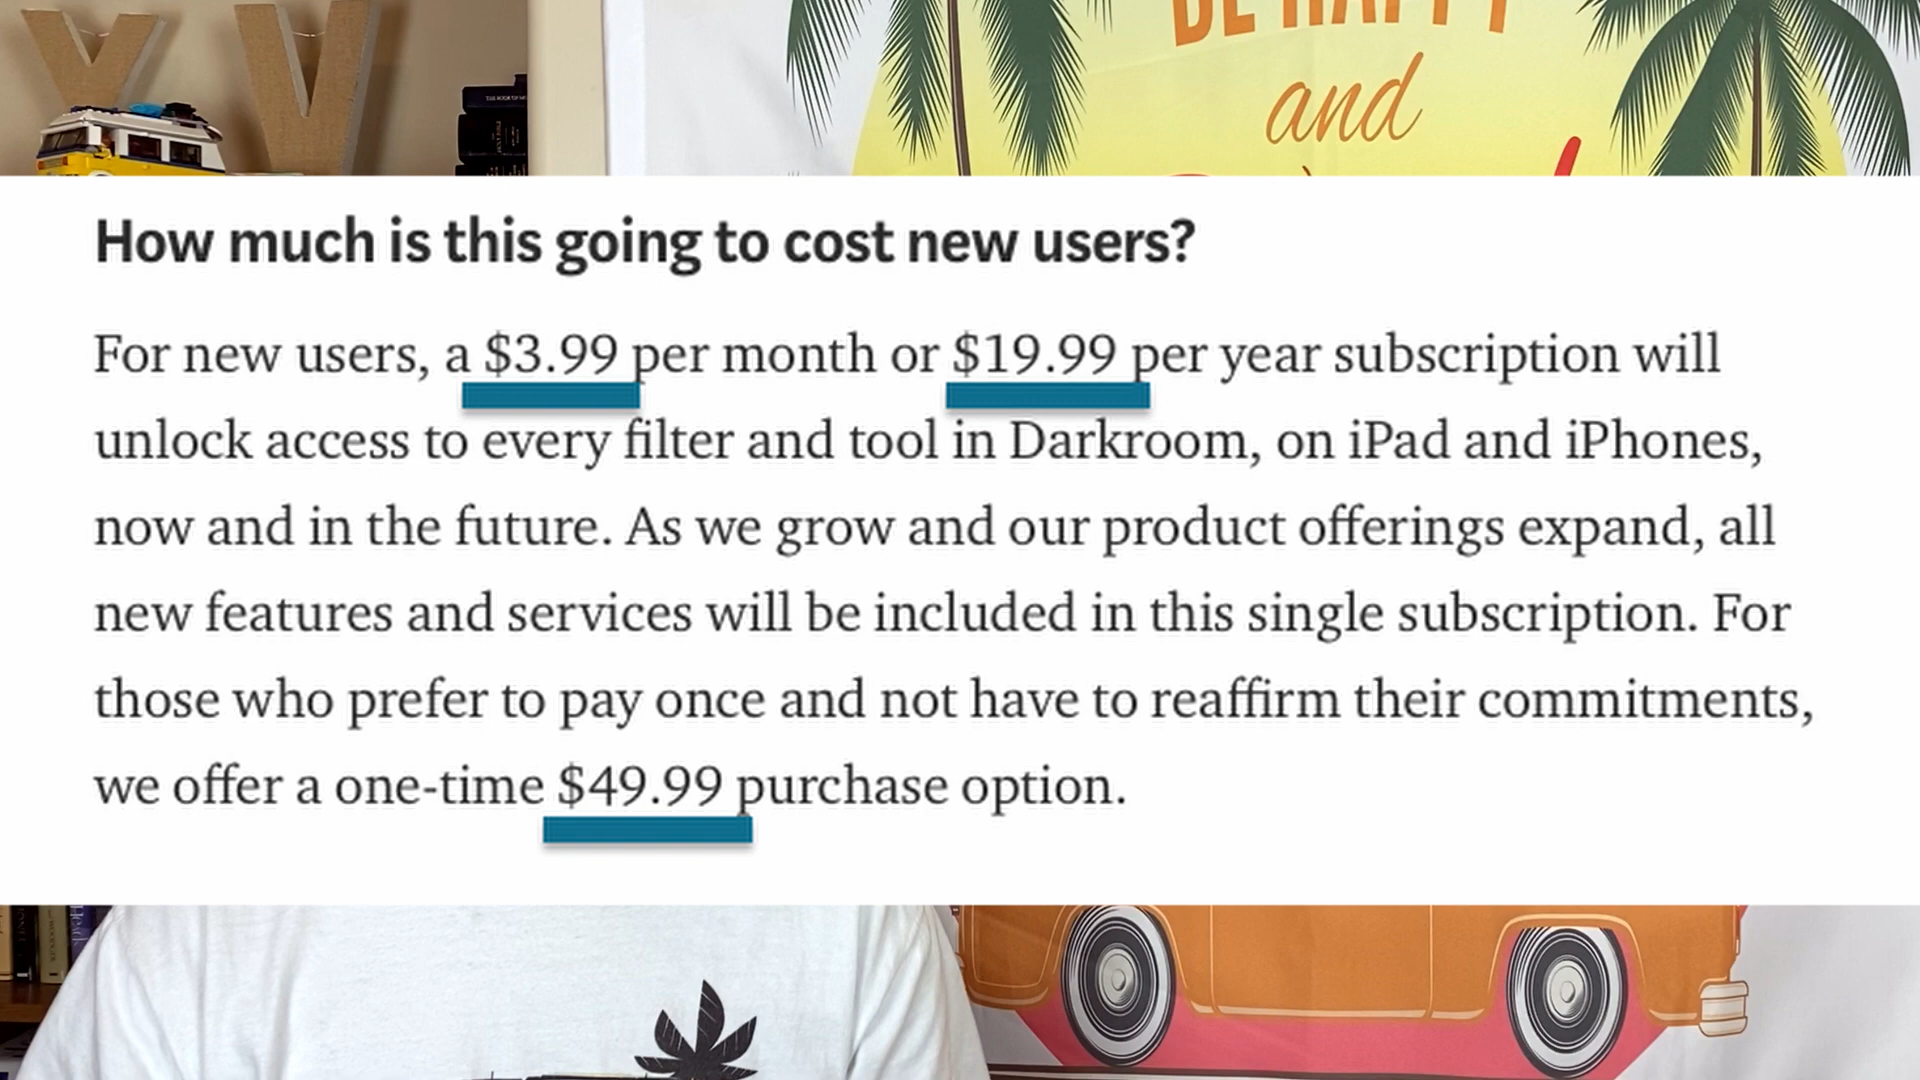 BE HAPPY
and
How much is this going to cost new users?
For new users, a $3.99 per month or $19.99 per year subscription will
unlock access to every filter and tool in Darkroom, on iPad and iPhones,
now and in the future. As we grow and our product offerings expand, all
new features and services will be included in this single subscription. For
those who prefer to pay once and not have to reaffirm their commitments,
we offer a one-time $49.99 purchase option.